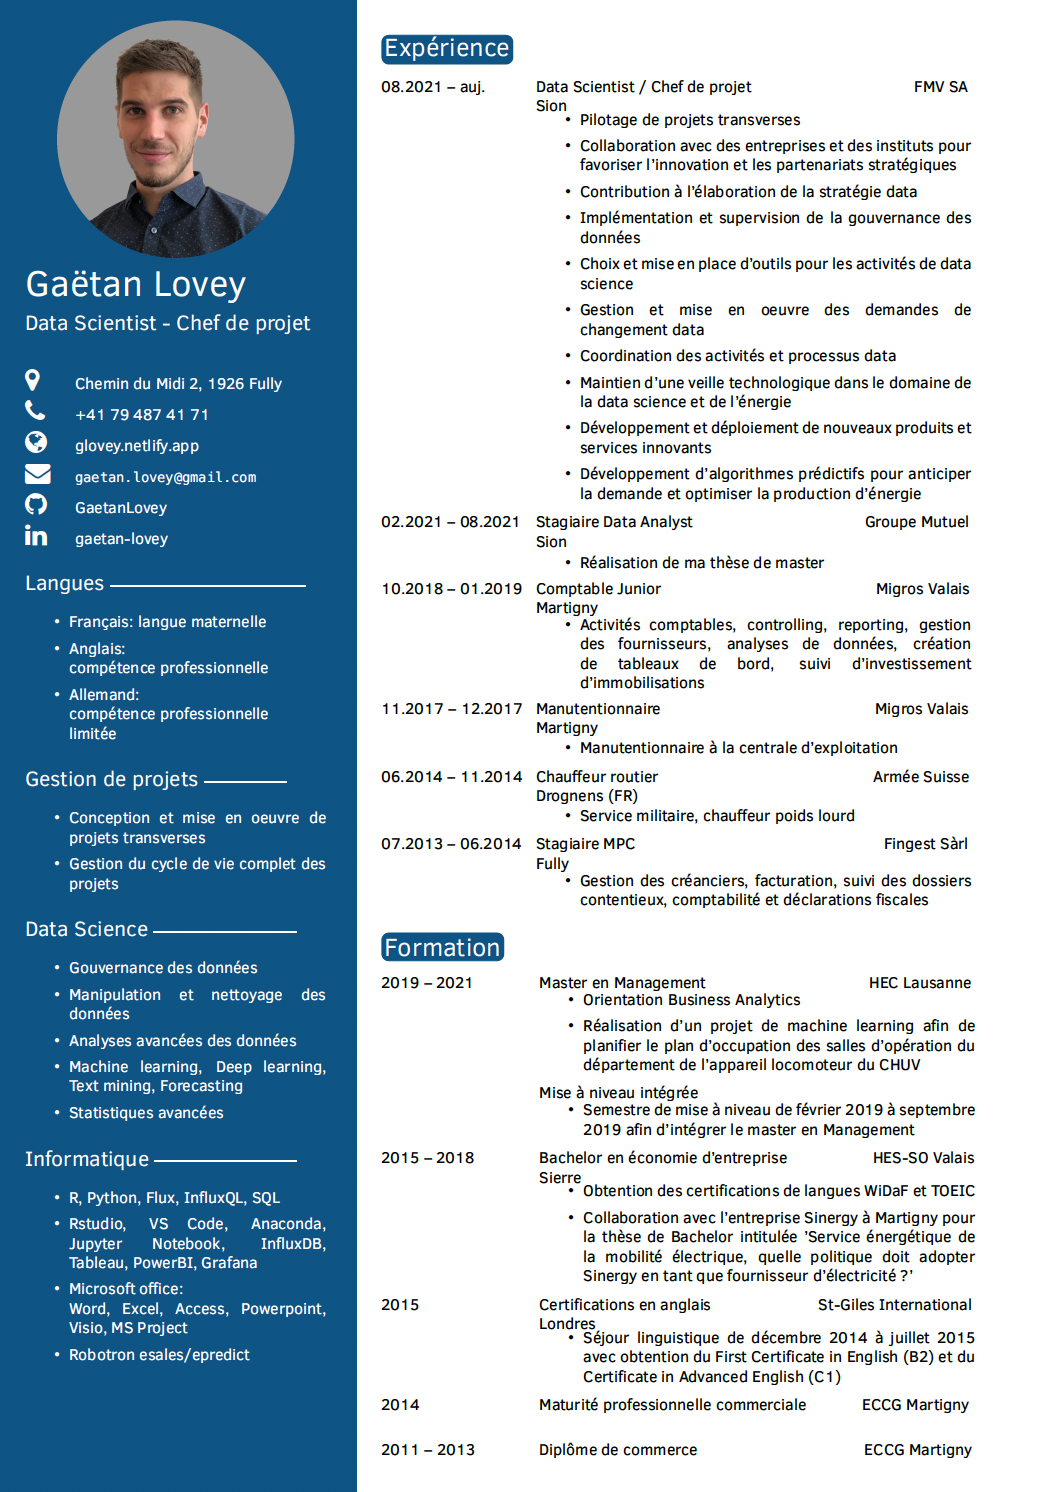 Gaëtan Lovey
Data Scientist - Chef de projet
Chemin du Midi 2, 1926 Fully
+41 79 487 41 71
glovey.netlify.app
gaetan.lovey@gmail.com
GaetanLovey
gaetan-lovey
Langues
• Français: langue maternelle
• Anglais:
compétence professionnelle
• Allemand:
compétence professionnelle
limitée
Gestion de projets
• Conception et mise en oeuvre de
projets transverses
• Gestion du cycle de vie complet des
projets
Data Science
• Gouvernance des données
• Manipulation et nettoyage des
données
• Analyses avancées des données
• Machine learning, Deep learning,
Text mining, Forecasting
• Statistiques avancées
Informatique
• R, Python, Flux, InfluxQL, SQL
• Rstudio, VS Code, Anaconda,
Jupyter Notebook, InfluxDB,
Tableau, PowerBI, Grafana
• Microsoft office:
Word, Excel, Access, Powerpoint,
Visio, MS Project
• Robotron esales/epredict
Expérience
08.2021 – auj. Data Scientist / Chef de projet FMV SA
Sion
• Pilotage de projets transverses
• Collaboration avec des entreprises et des instituts pour
favoriser l'innovation et les partenariats stratégiques
• Contribution à l'élaboration de la stratégie data
• Implémentation et supervision de la gouvernance des
données
• Choix et mise en place d'outils pour les activités de data
science
• Gestion et mise en oeuvre des demandes de
changement data
• Coordination des activités et processus data
• Maintien d'une veille technologique dans le domaine de
la data science et de l'énergie
• Développement et déploiement de nouveaux produits et
services innovants
• Développement d'algorithmes prédictifs pour anticiper
la demande et optimiser la production d'énergie
02.2021 – 08.2021 Stagiaire Data Analyst Groupe Mutuel
Sion
• Réalisation de ma thèse de master
10.2018 – 01.2019 Comptable Junior Migros Valais
Martigny
• Activités comptables, controlling, reporting, gestion
des fournisseurs, analyses de données, création
de tableaux de bord, suivi d'investissement
d'immobilisations
11.2017 – 12.2017 Manutentionnaire Migros Valais
Martigny
• Manutentionnaire à la centrale d'exploitation
06.2014 – 11.2014 Chauffeur routier Armée Suisse
Drognens (FR)
• Service militaire, chauffeur poids lourd
07.2013 – 06.2014 Stagiaire MPC Fingest Sàrl
Fully
• Gestion des créanciers, facturation, suivi des dossiers
contentieux, comptabilité et déclarations fiscales
Formation
2019 – 2021 Master en Management HEC Lausanne
• Orientation Business Analytics
• Réalisation d'un projet de machine learning afin de
planifier le plan d'occupation des salles d'opération du
département de l'appareil locomoteur du CHUV
Mise à niveau intégrée
• Semestre de mise à niveau de février 2019 à septembre
2019 afin d'intégrer le master en Management
2015 – 2018 Bachelor en économie d'entreprise HES-SO Valais
Sierre
• Obtention des certifications de langues WiDaF et TOEIC
• Collaboration avec l'entreprise Sinergy à Martigny pour
la thèse de Bachelor intitulée 'Service énergétique de
la mobilité électrique, quelle politique doit adopter
Sinergy en tant que fournisseur d'électricité ?'
2015 Certifications en anglais St-Giles International
Londres
• Séjour linguistique de décembre 2014 à juillet 2015
avec obtention du First Certificate in English (B2) et du
Certificate in Advanced English (C1)
2014 Maturité professionnelle commerciale ECCG Martigny
2011 – 2013 Diplôme de commerce ECCG Martigny